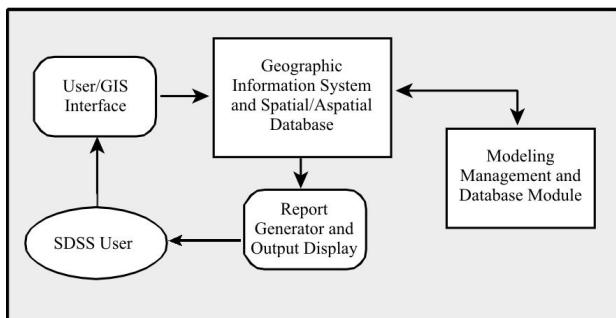 User/GIS
Interface
Geographic
Information System
and Spatial/Aspatial
Database
Modeling
Management and
Database Module
Report
Generator and
Output Display
SDSS User